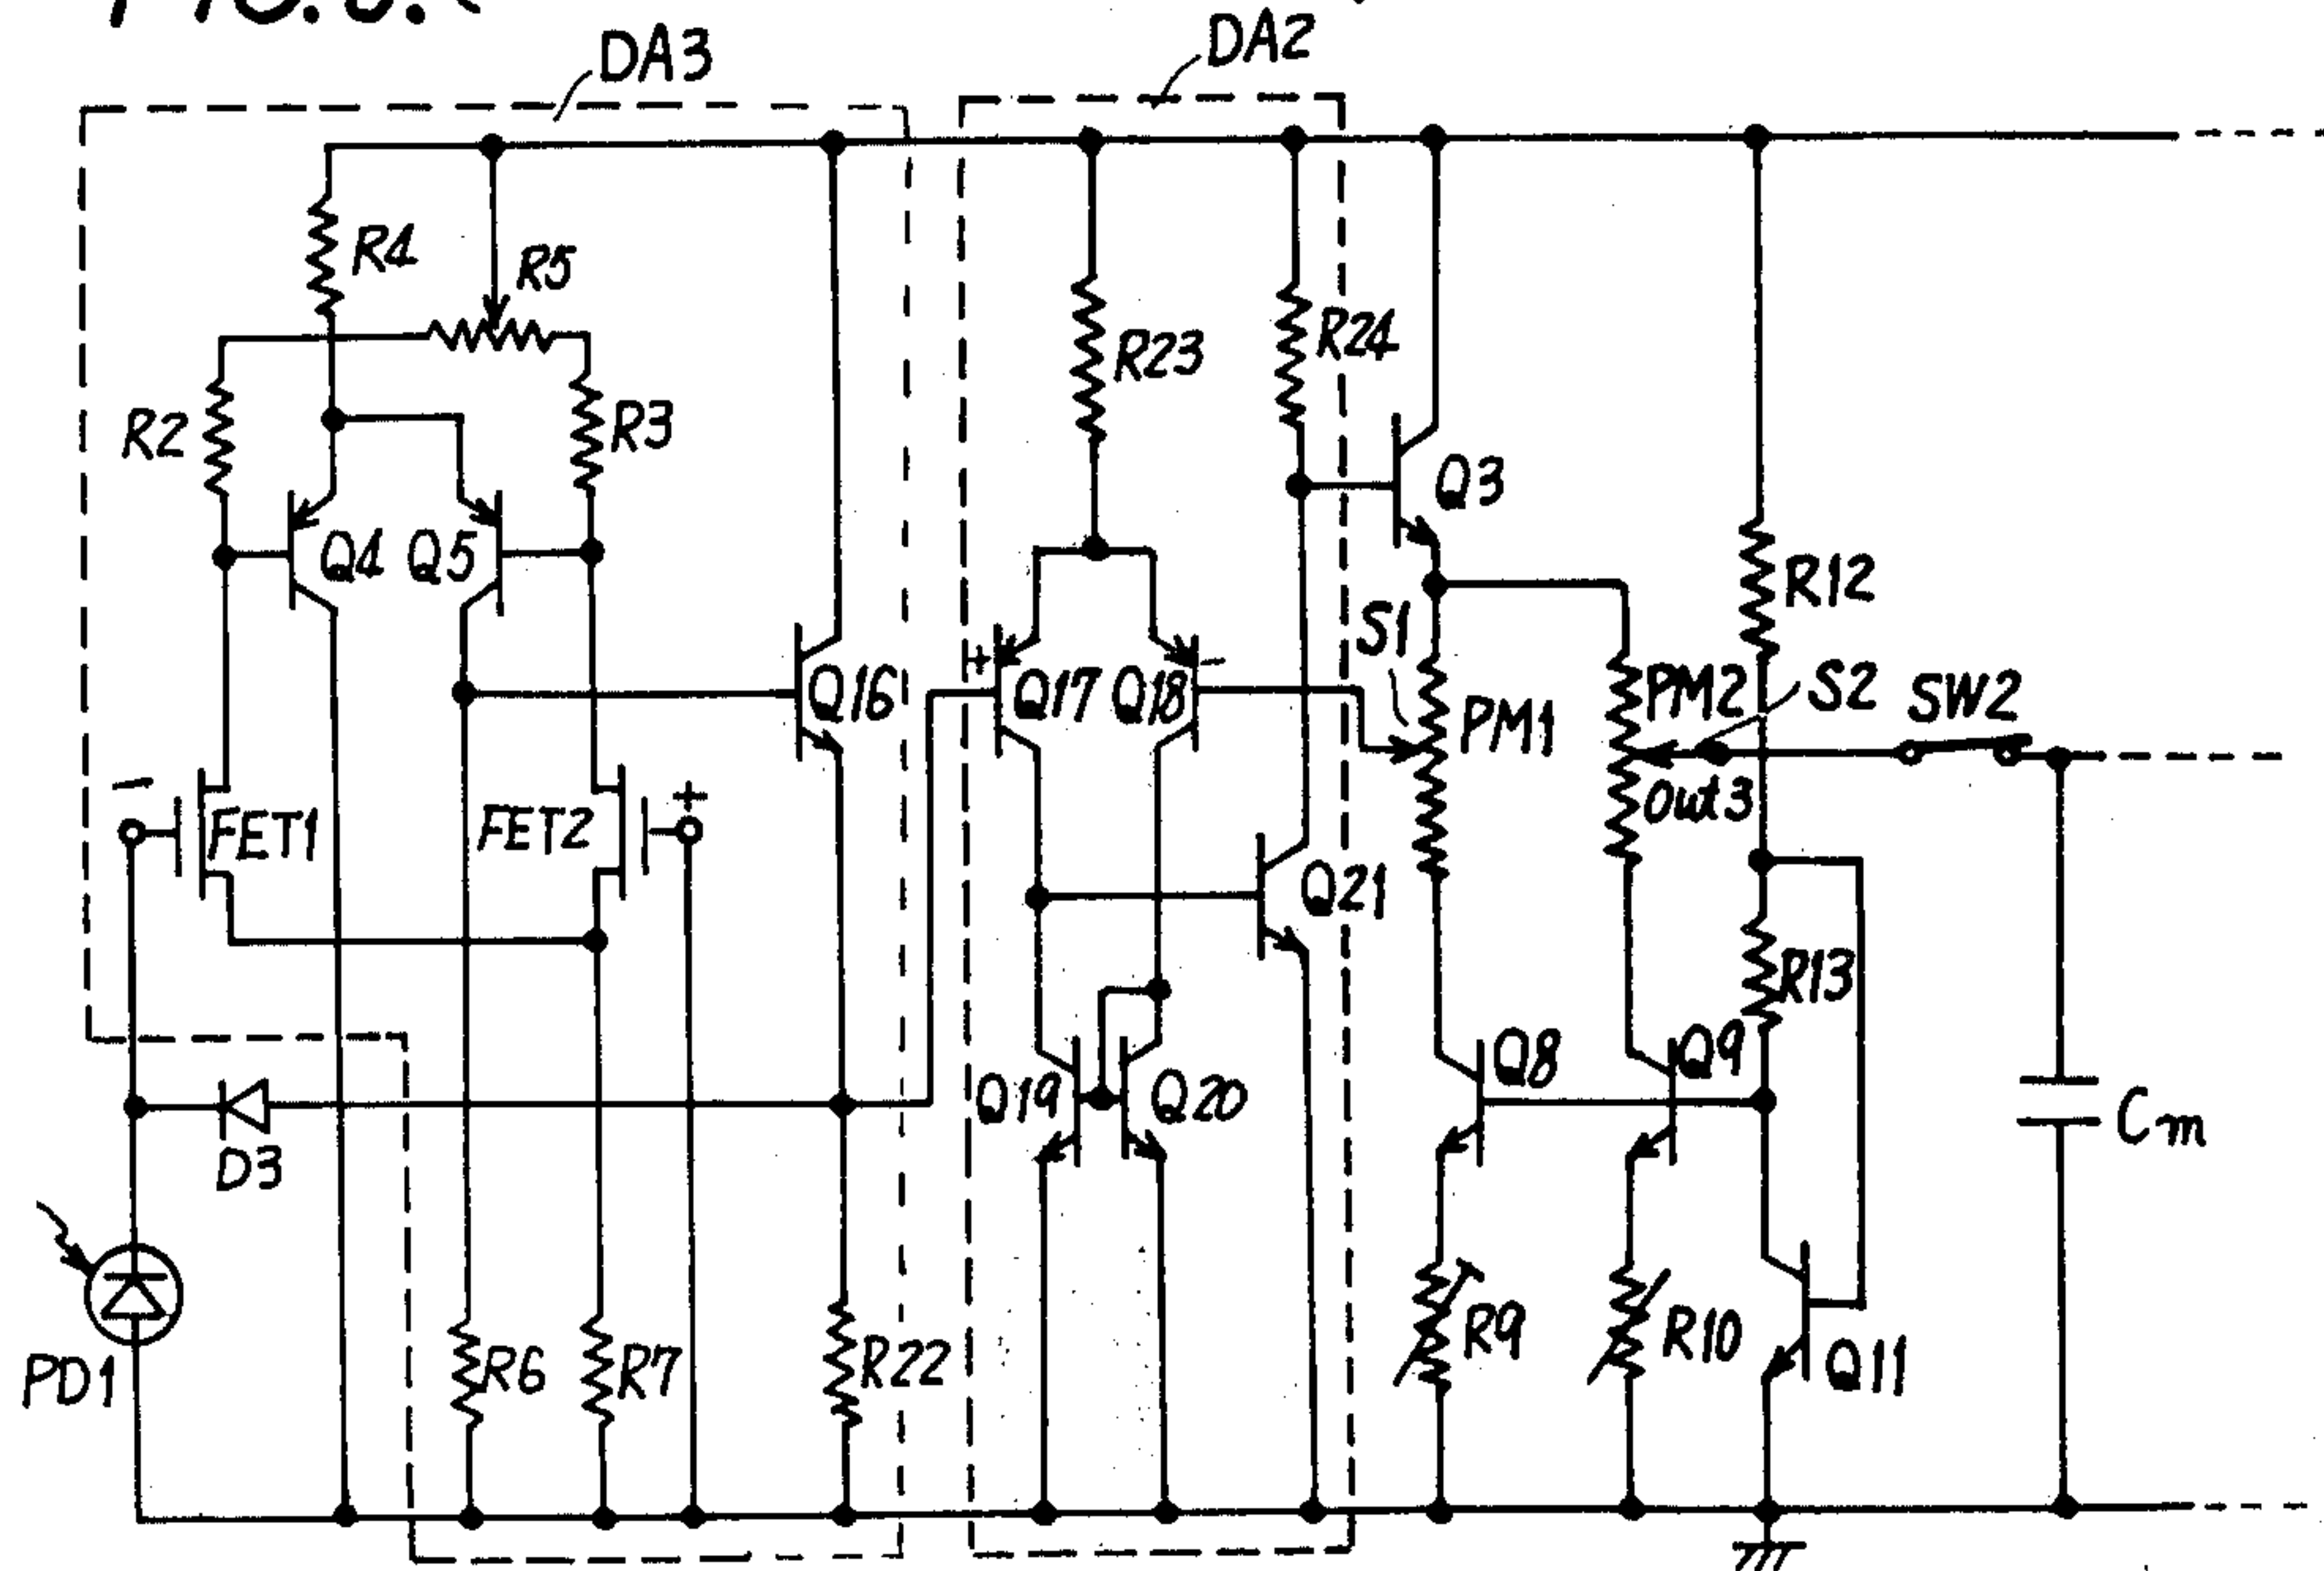 DA3
DA2
R4
R5
R23
R24
R2
R3
Q3
Q4 Q5
R12
S1
+
-
Q16
Q17 Q18
PM1
PM2
S2
SW2
Out3
-
+
FET1
FET2
Q21
R13
Q8
Q9
Q19
Q20
Cm
D3
PD1
R6
R7
R22
R9
R10
Q11